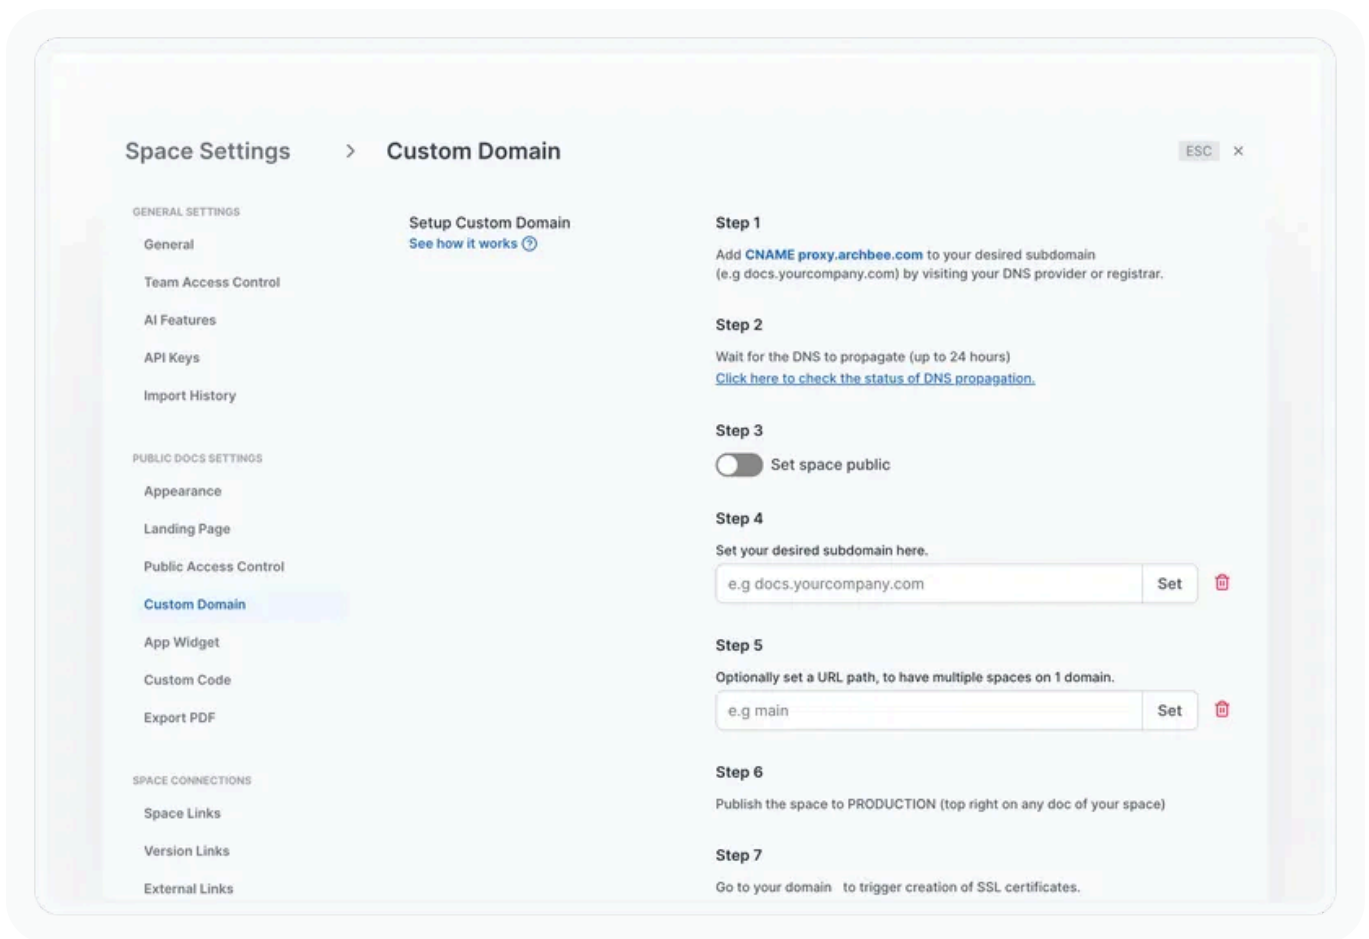 Space Settings > Custom Domain
ESC ×
GENERAL SETTINGS
General
Team Access Control
AI Features
API Keys
Import History
PUBLIC DOCS SETTINGS
Appearance
Landing Page
Public Access Control
Custom Domain
App Widget
Custom Code
Export PDF
SPACE CONNECTIONS
Space Links
Version Links
External Links
Setup Custom Domain
See how it works ?
Step 1
Add CNAME proxy.archbee.com to your desired subdomain
(e.g docs.yourcompany.com) by visiting your DNS provider or registrar.
Step 2
Wait for the DNS to propagate (up to 24 hours)
Click here to check the status of DNS propagation.
Step 3
Set space public
Step 4
Set your desired subdomain here.
e.g docs.yourcompany.com Set
Step 5
Optionally set a URL path, to have multiple spaces on 1 domain.
e.g main Set
Step 6
Publish the space to PRODUCTION (top right on any doc of your space)
Step 7
Go to your domain to trigger creation of SSL certificates.